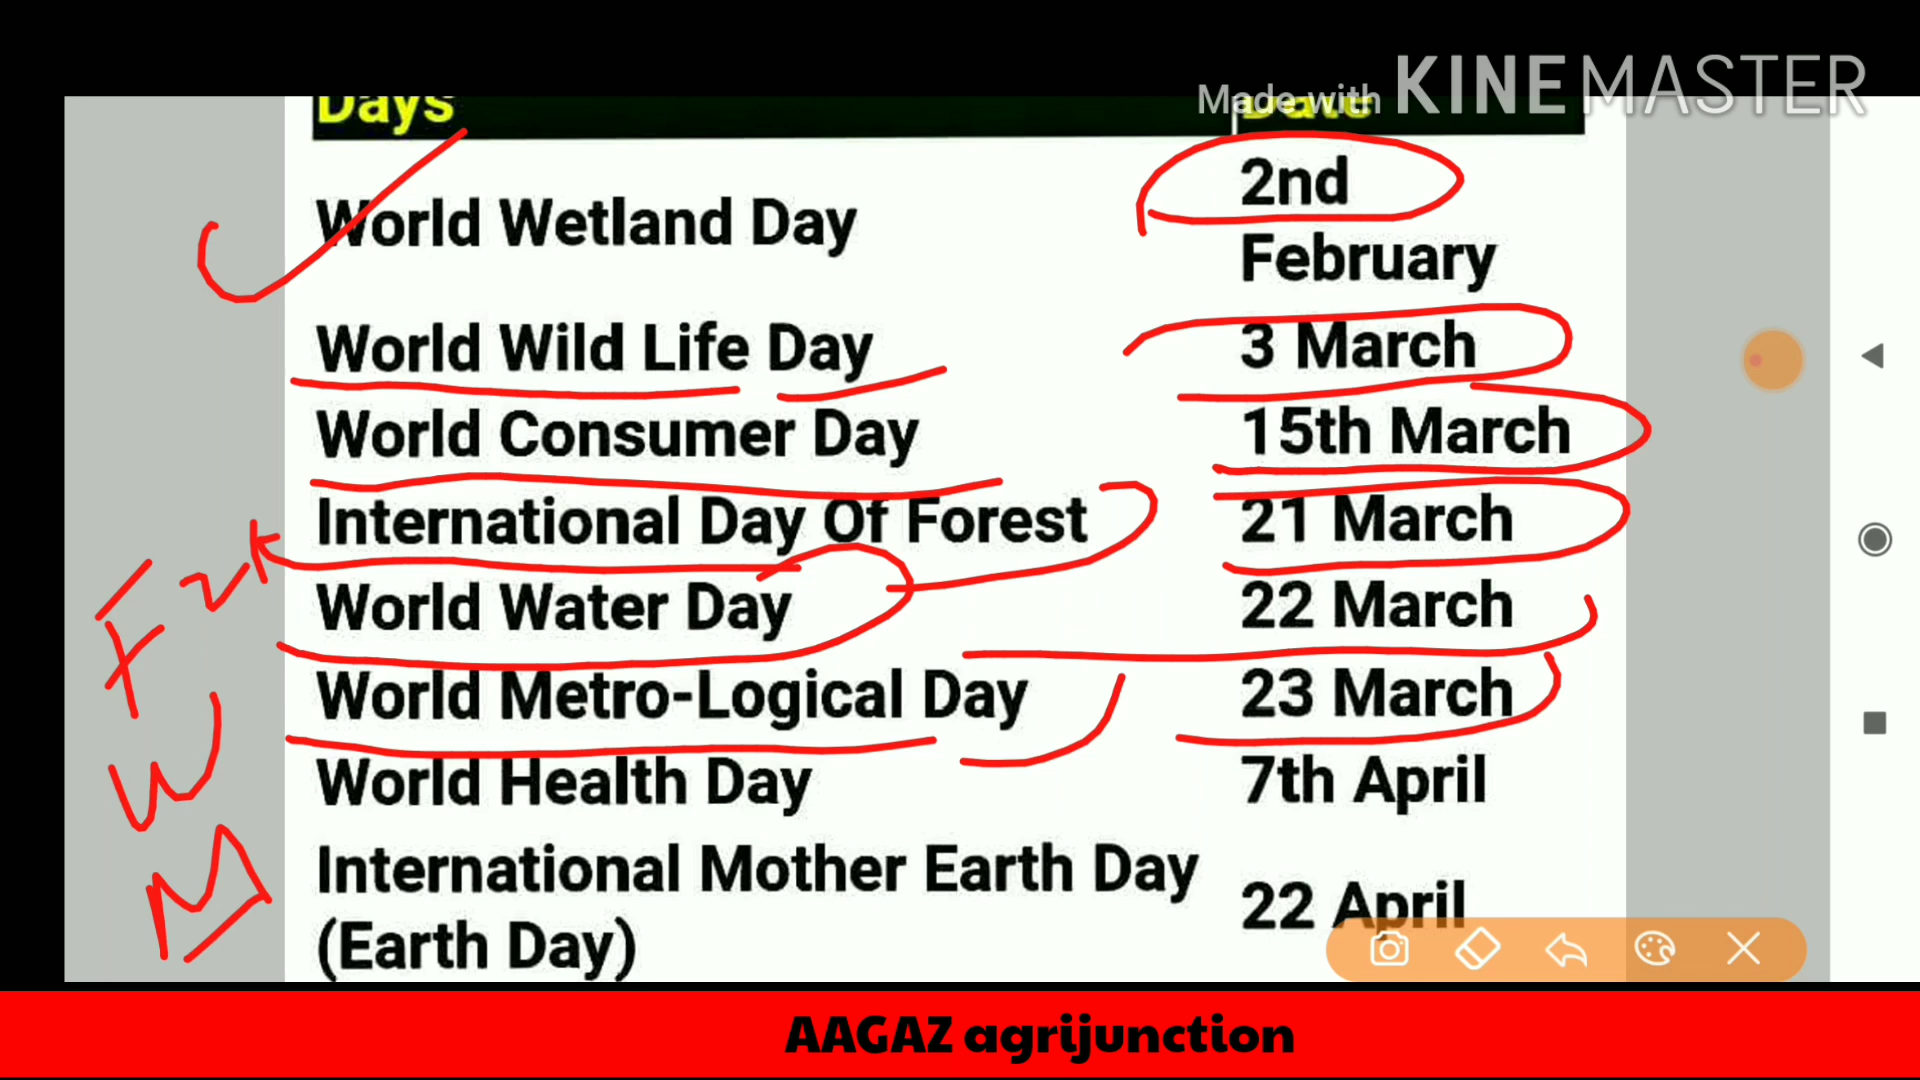 Made with KINEMASTER
Days Date
World Wetland Day 2nd February
World Wild Life Day 3 March
World Consumer Day 15th March
International Day Of Forest 21 March
World Water Day 22 March
World Metro-Logical Day 23 March
World Health Day 7th April
International Mother Earth Day (Earth Day) 22 April
F
W
M
AAGAZ agrijunction